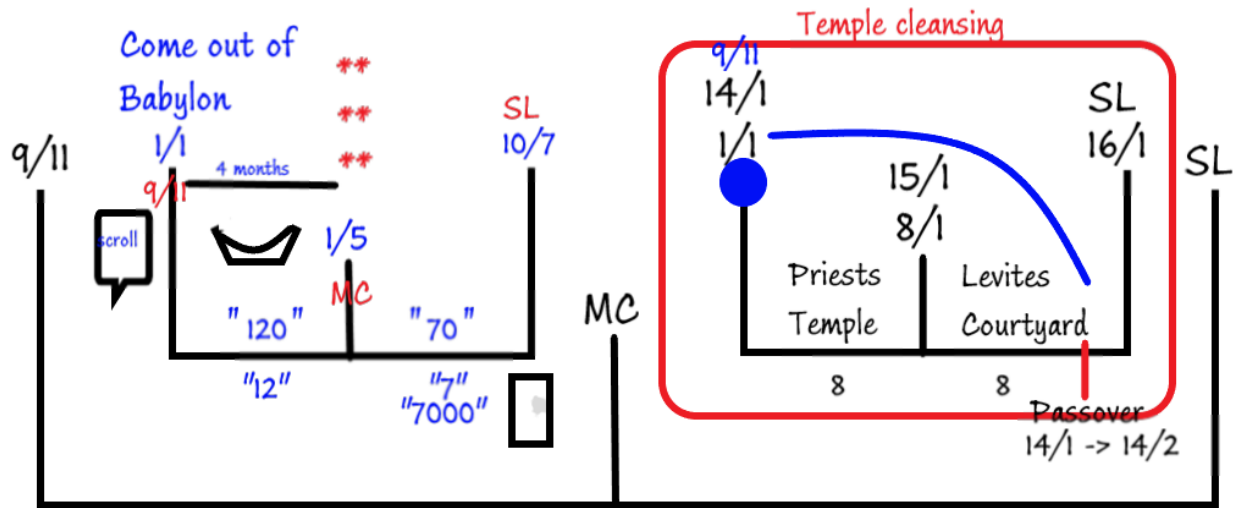 Temple cleansing
Come out of
Babylon
**
**
**
9/11
14/1
1/1
SL
16/1
SL
10/7
1/1
9/11
9/11
4 months
SL
15/1
8/1
scroll
1/5
MC
"120"
"70"
"12"
"7"
"7000"
MC
Priests
Temple
Levites
Courtyard
8
8
Passover
14/1 -> 14/2